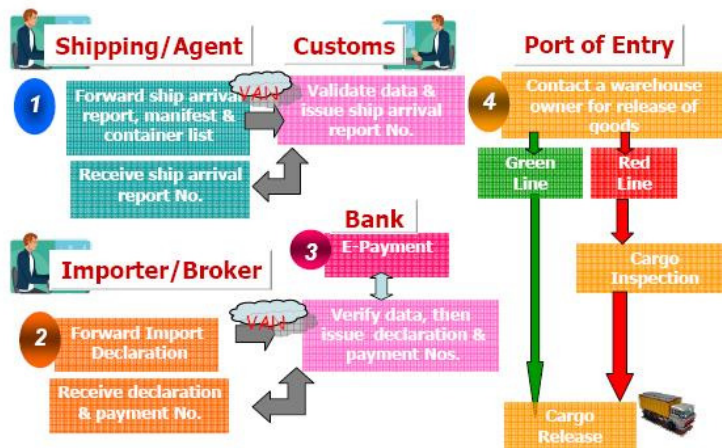 Shipping/Agent
Customs
Port of Entry
1
Forward ship arrival
report, manifest &
container list
VAN
Validate data &
issue ship arrival
report No.
Receive ship arrival
report No.
4
Contact a warehouse
owner for release of
goods
Green
Line
Red
Line
Cargo
Inspection
Cargo
Release
Bank
3
E-Payment
Importer/Broker
2
Forward Import
Declaration
VAN
Verify data, then
issue declaration &
payment Nos.
Receive declaration
& payment No.